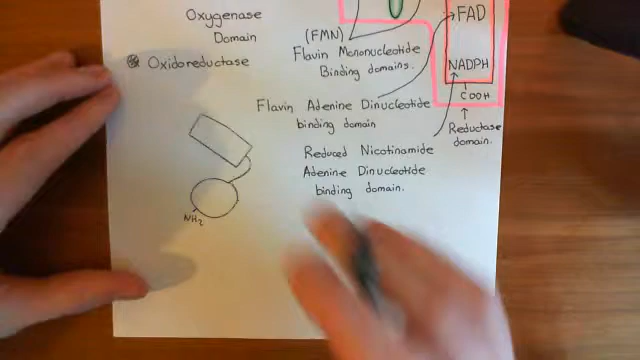 Oxygenase
Domain
Oxidoreductase
(FMN)
Flavin Mononucleotide
Binding domains.
FAD
NADPH
COOH
Reductase
domain.
Flavin Adenine Dinucleotide
binding domain
Reduced Nicotinamide
Adenine Dinucleotide
binding domain.
NH2